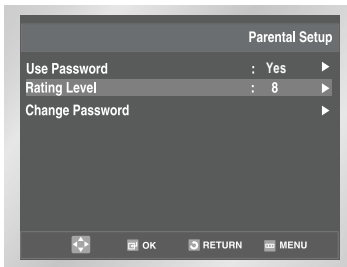 Parental Setup
Use Password : Yes ►
Rating Level : 8 ►
Change Password ►
OK RETURN MENU